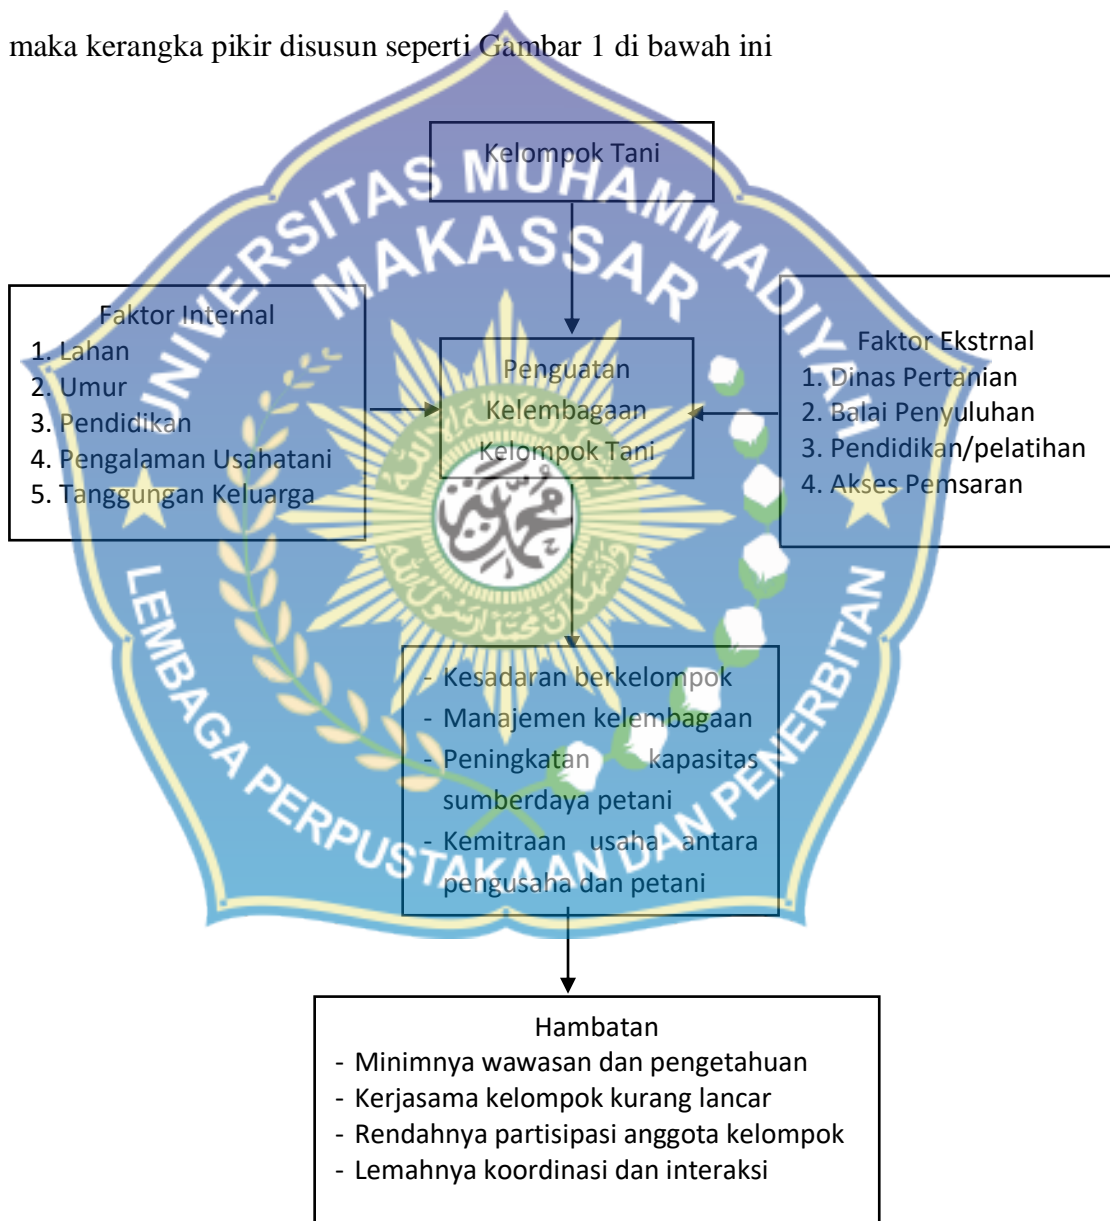 maka kerangka pikir disusun seperti Gambar 1 di bawah ini
Kelompok Tani
UNIVERSITAS MUHAMMADIYAH
MAKASSAR
Faktor Internal
1. Lahan
2. Umur
3. Pendidikan
4. Pengalaman Usahatani
5. Tanggungan Keluarga
Penguatan
Kelembagaan
Kelompok Tani
Faktor Ekstrnal
1. Dinas Pertanian
2. Balai Penyuluhan
3. Pendidikan/pelatihan
4. Akses Pemsaran
- Kesadaran berkelompok
- Manajemen kelembagaan
- Peningkatan kapasitas
sumberdaya petani
- Kemitraan usaha antara
pengusaha dan petani
LEMBAGA PERPUSTAKAAN DAN PENERBITAN
Hambatan
- Minimnya wawasan dan pengetahuan
- Kerjasama kelompok kurang lancar
- Rendahnya partisipasi anggota kelompok
- Lemahnya koordinasi dan interaksi